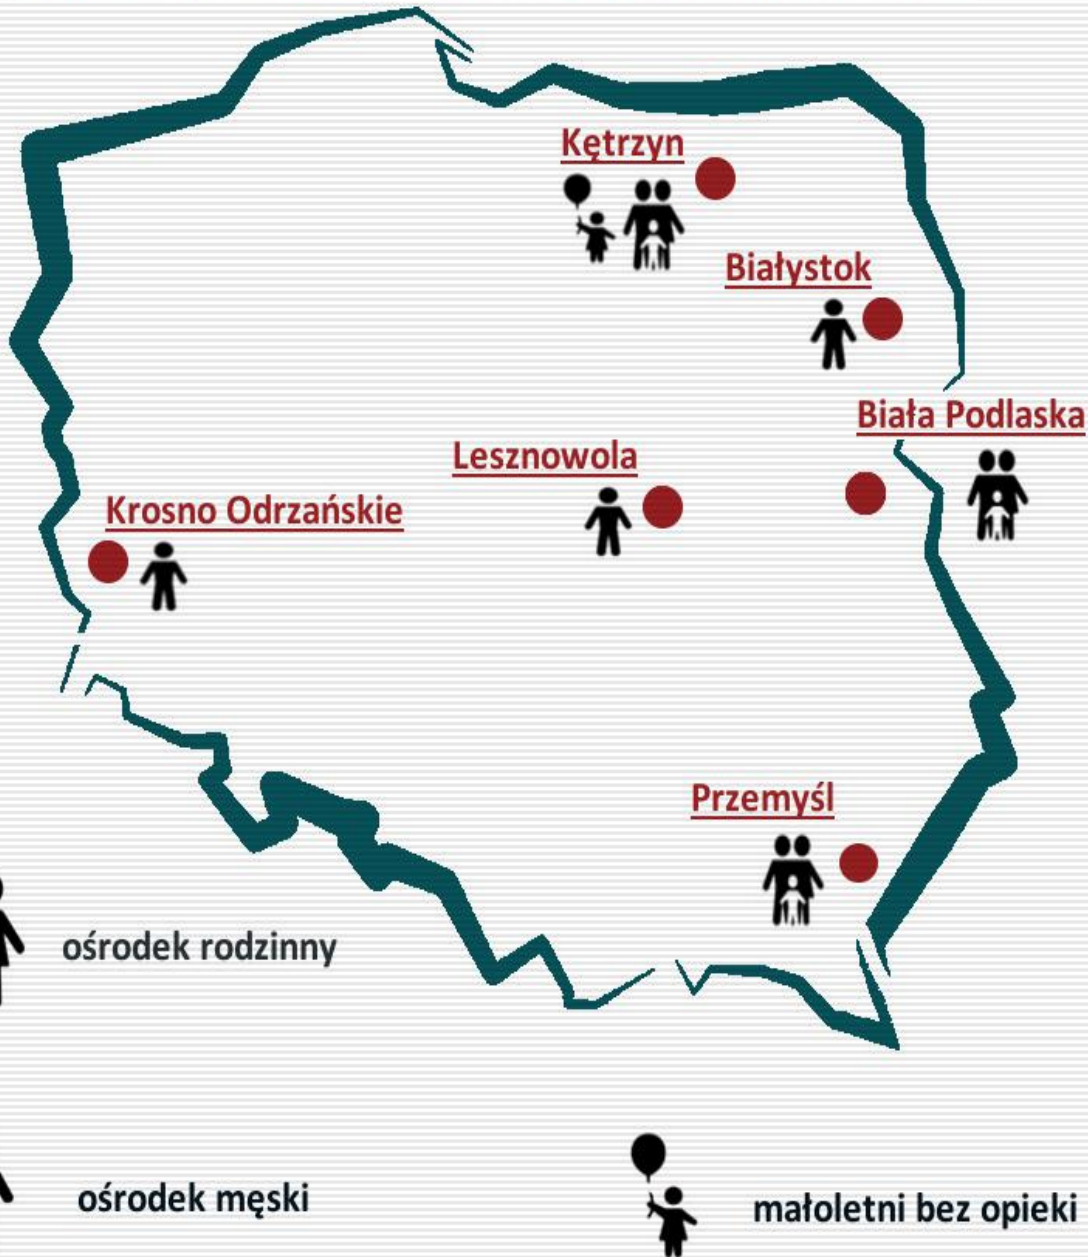 Kętrzyn
Białystok
Biała Podlaska
Lesznowola
Krosno Odrzańskie
Przemyśl
ośrodek rodzinny
ośrodek męski
małoletni bez opieki